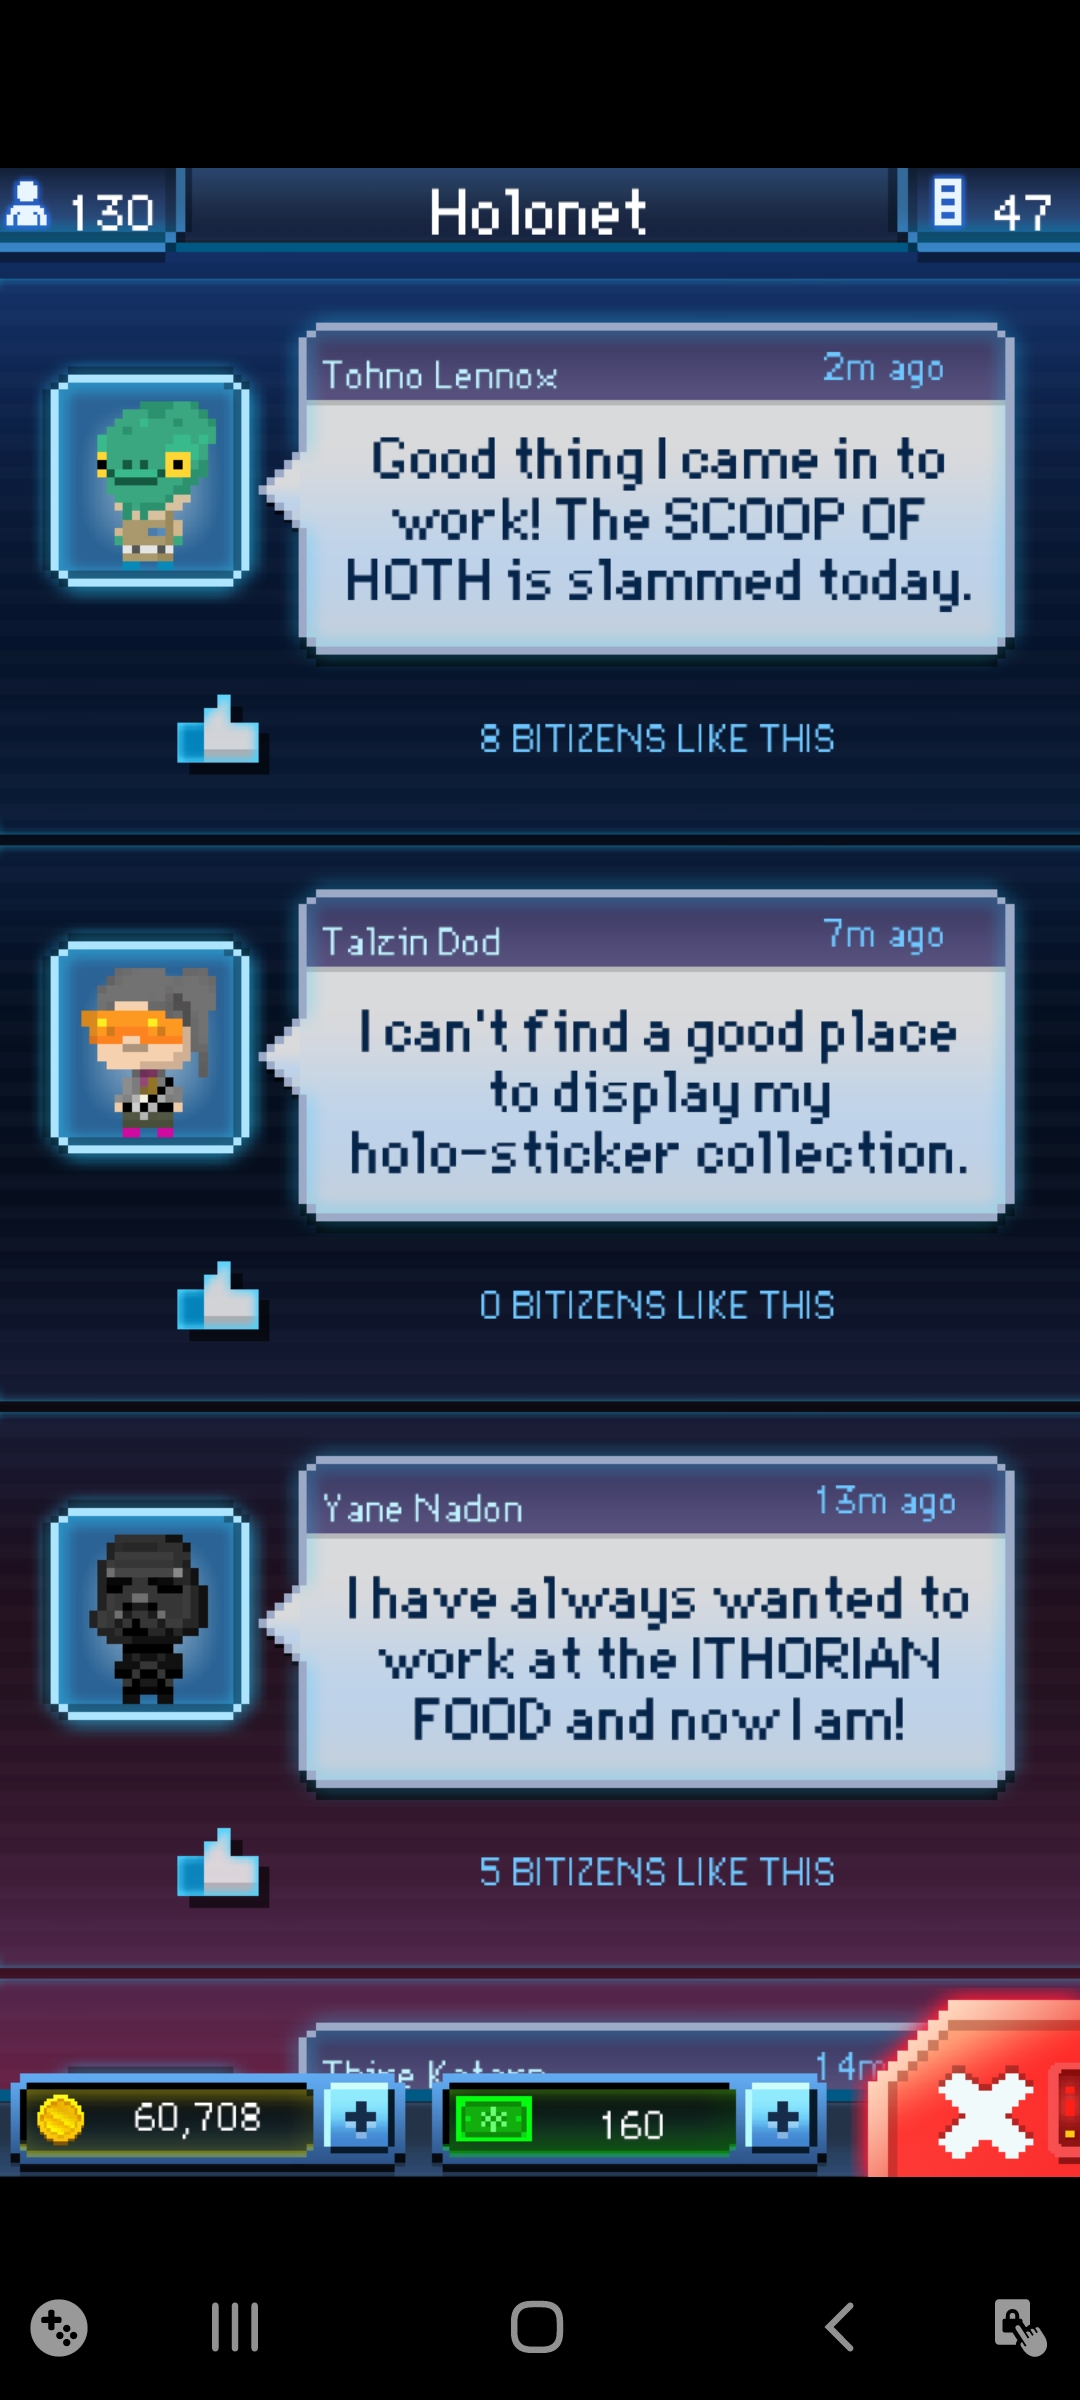 130
Holonet
47
Tohno Lennox
2m ago
Good thing I came in to
work! The SCOOP OF
HOTH is slammed today.
8 BITIZENS LIKE THIS
Talzin Dod
7m ago
I can't find a good place
to display my
holo-sticker collection.
0 BITIZENS LIKE THIS
Yane Nadon
13m ago
I have always wanted to
work at the ITHORIAN
FOOD and now I am!
5 BITIZENS LIKE THIS
14m
60,708
160